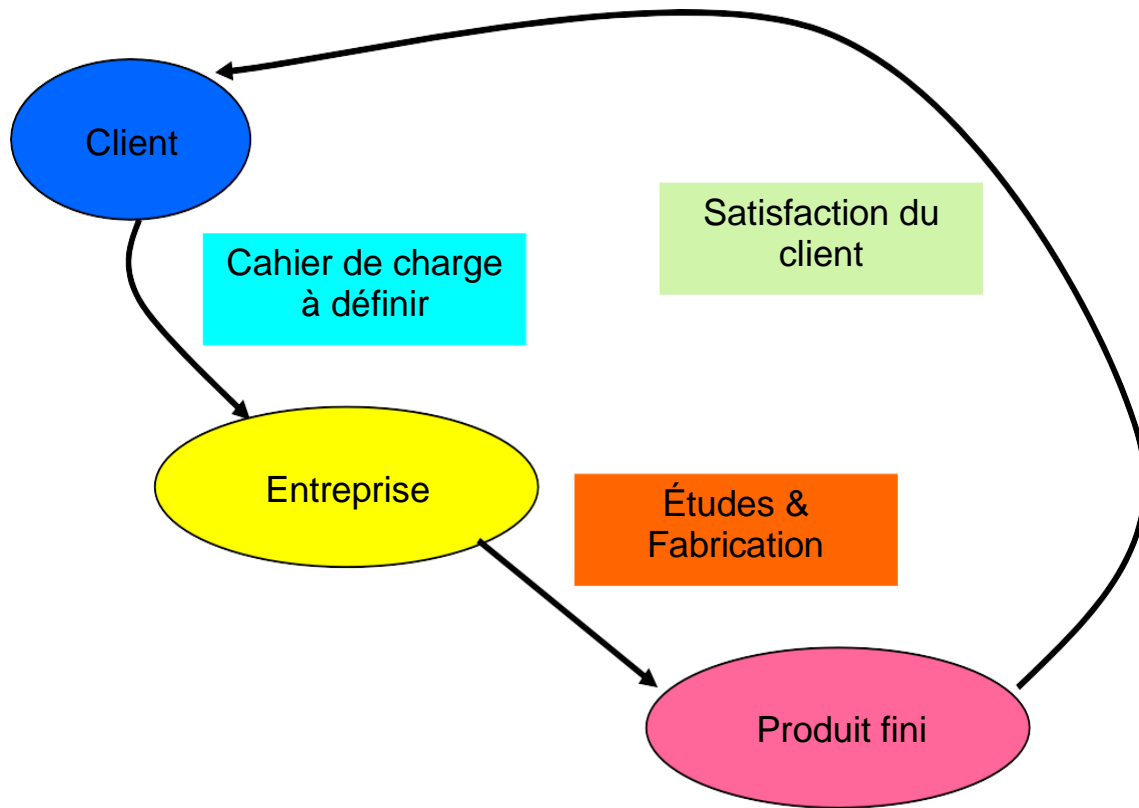 Client
Satisfaction du
client
Cahier de charge
à définir
Entreprise
Études &
Fabrication
Produit fini